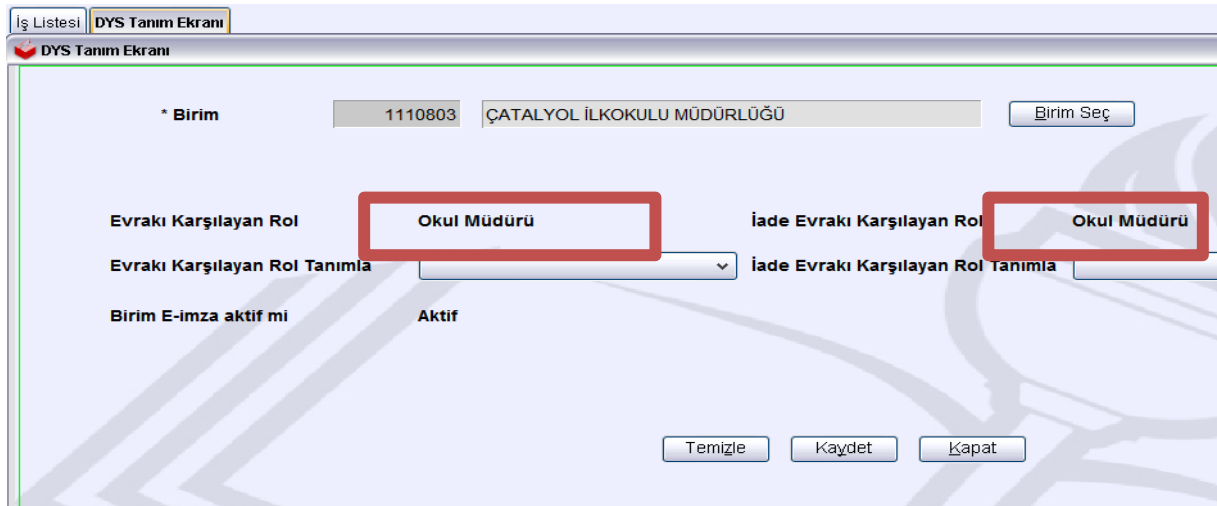 İş Listesi DYS Tanım Ekranı
DYS Tanım Ekranı
* Birim 1110803 ÇATALYOL İLKOKULU MÜDÜRLÜĞÜ Birim Seç
Evrakı Karşılayan Rol Okul Müdürü İade Evrakı Karşılayan Rol Okul Müdürü
Evrakı Karşılayan Rol Tanımla İade Evrakı Karşılayan Rol Tanımla
Birim E-imza aktif mi Aktif
Temizle Kaydet Kapat